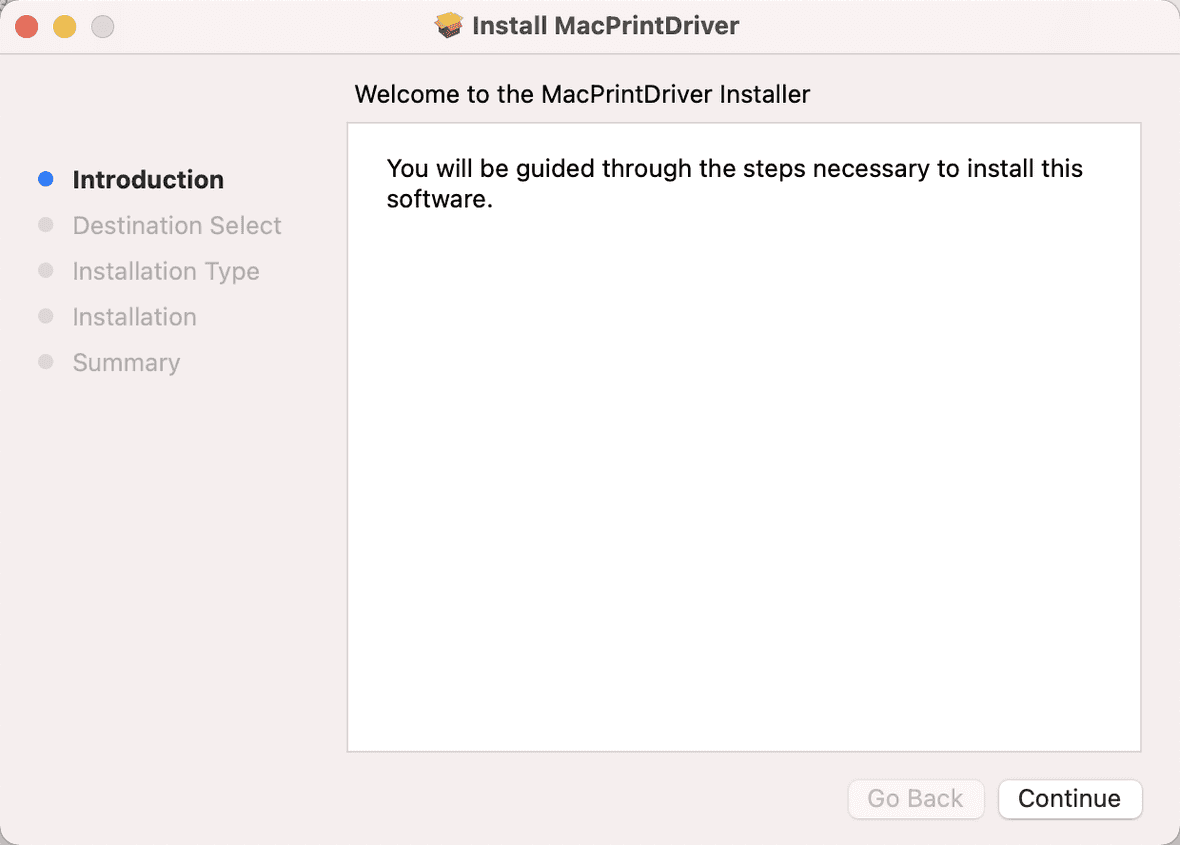 Install MacPrintDriver
Welcome to the MacPrintDriver Installer
Introduction
Destination Select
Installation Type
Installation
Summary
You will be guided through the steps necessary to install this
software.
Go Back
Continue